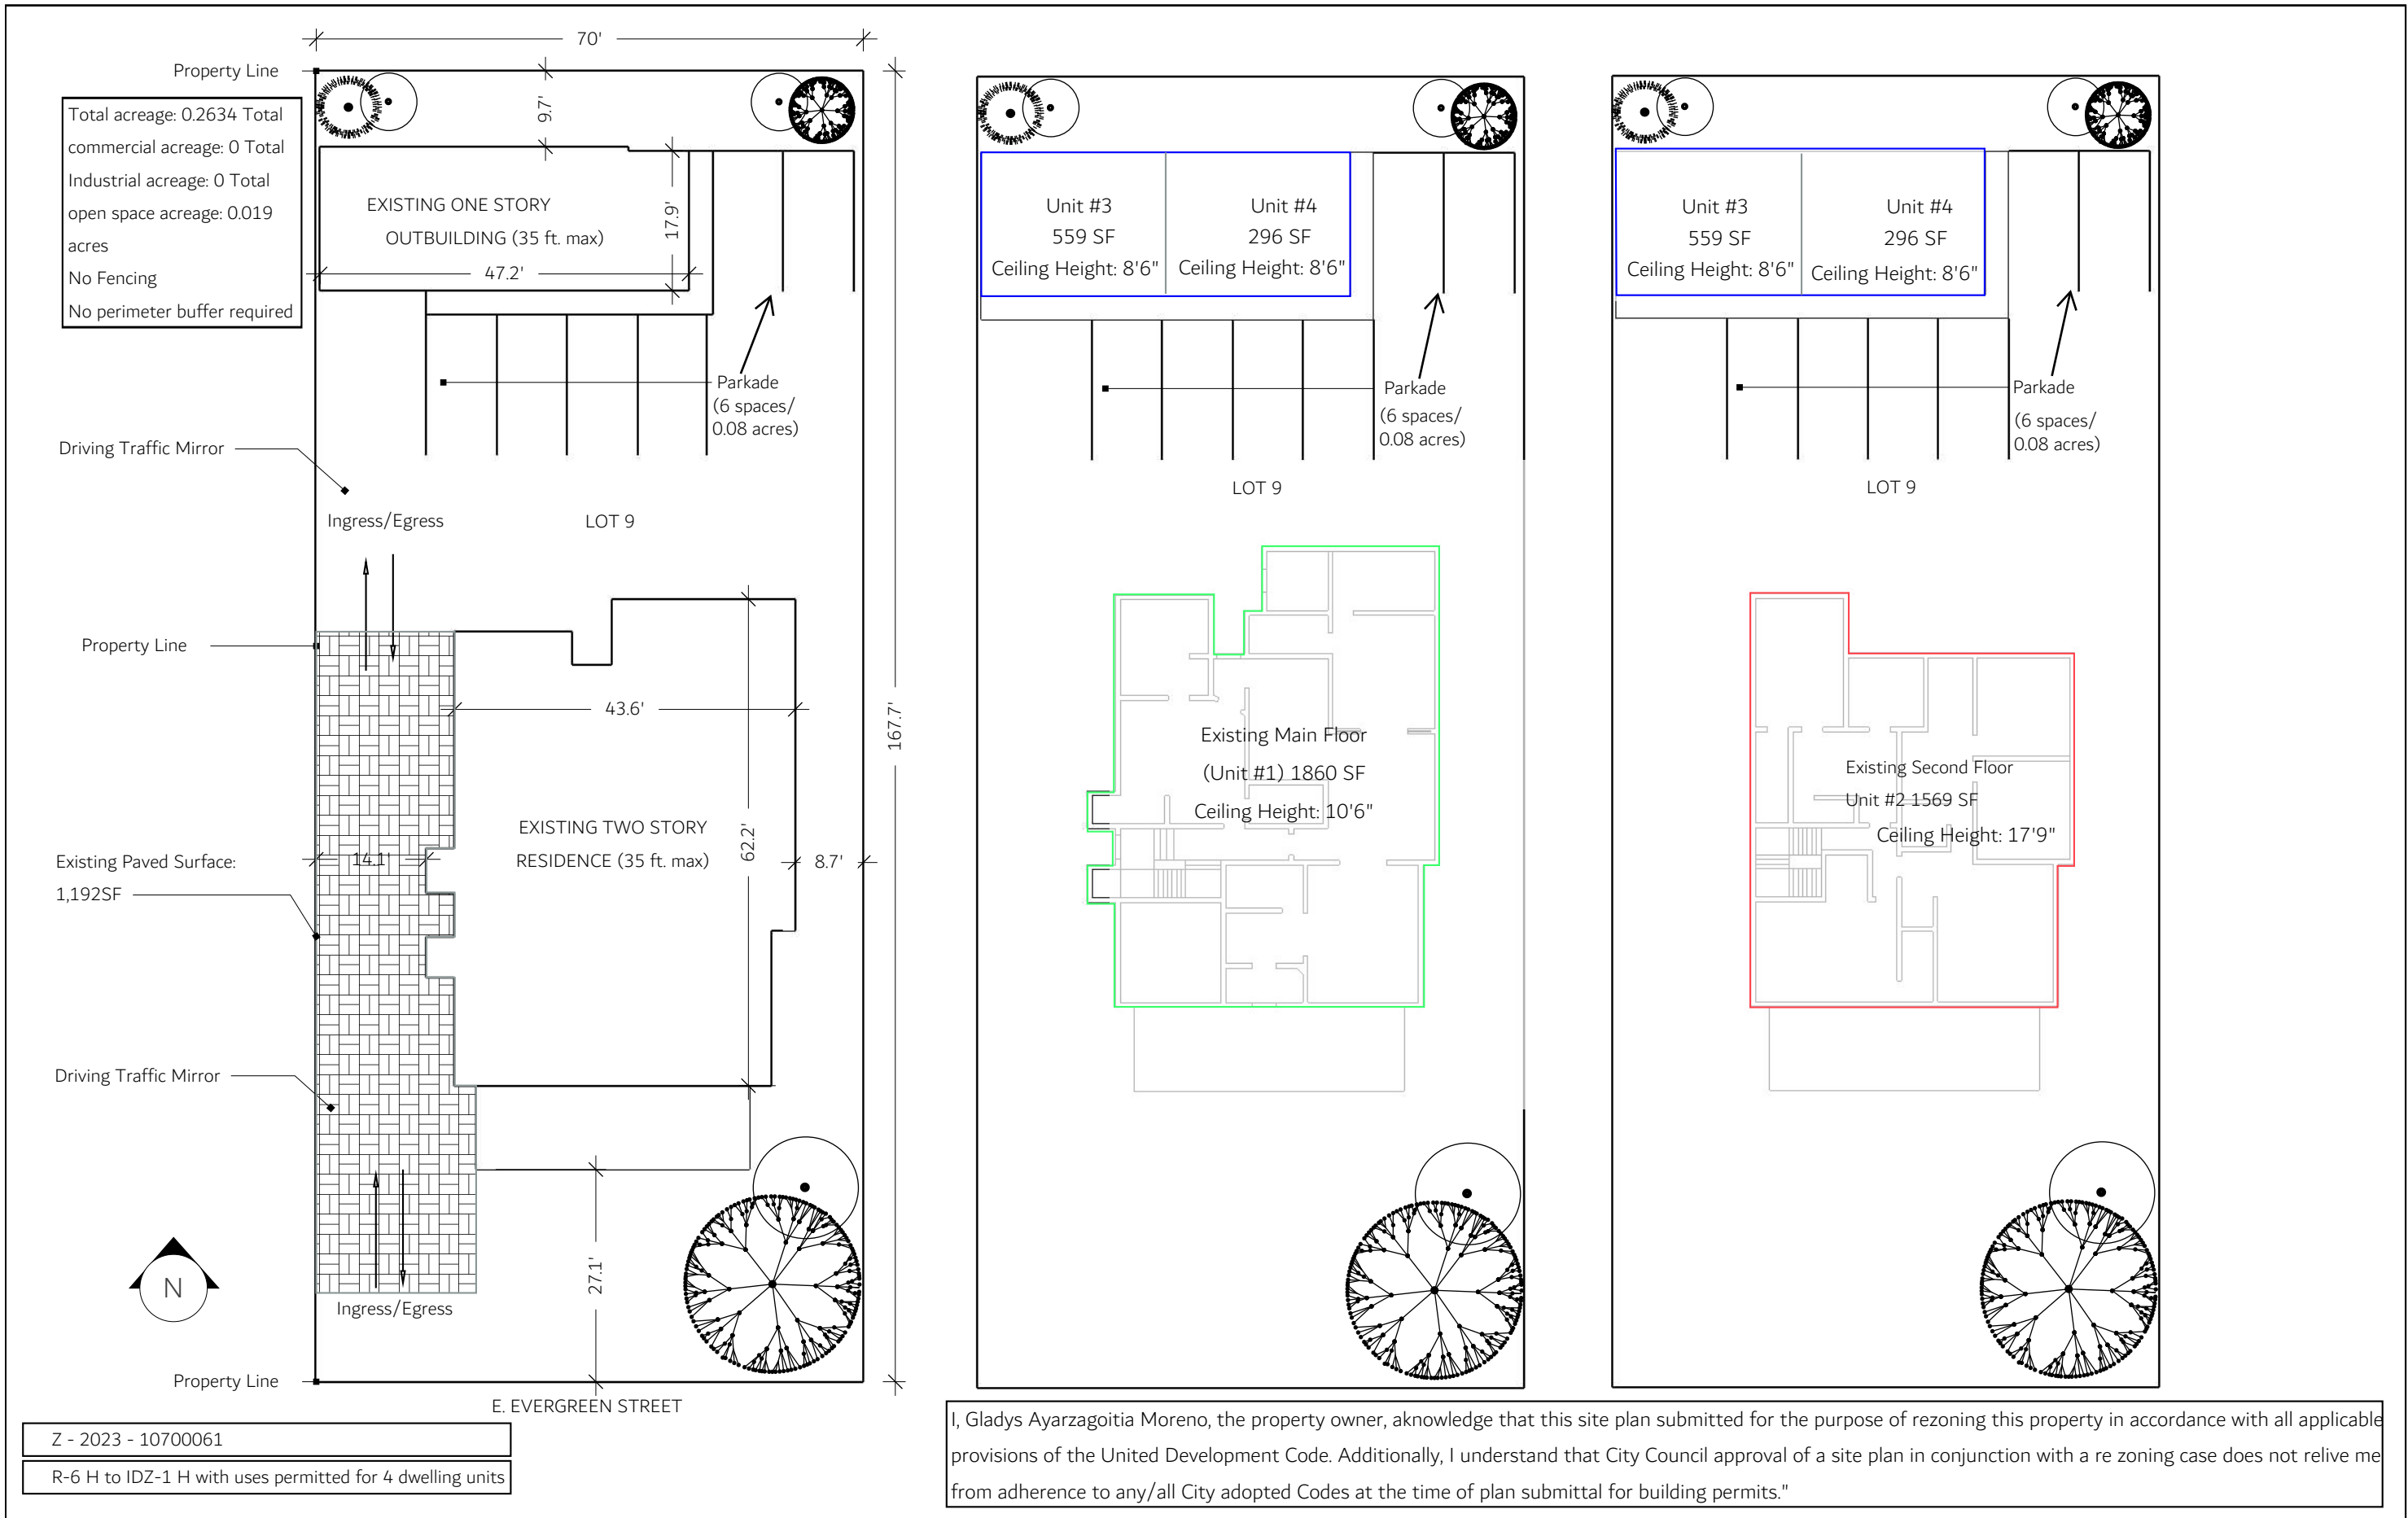 70'
Property Line
Total acreage: 0.2634 Total
commercial acreage: 0 Total
Industrial acreage: 0 Total
open space acreage: 0.019
acres
No Fencing
No perimeter buffer required
9.7'
EXISTING ONE STORY
OUTBUILDING (35 ft. max)
17.9'
47.2'
Parkade
(6 spaces/
0.08 acres)
Driving Traffic Mirror
Ingress/Egress
LOT 9
Property Line
43.6'
167.7'
EXISTING TWO STORY
RESIDENCE (35 ft. max)
62.2'
8.7'
14.1'
Existing Paved Surface:
1,192SF
Driving Traffic Mirror
27.1'
N
Ingress/Egress
Property Line
E. EVERGREEN STREET
Z - 2023 - 10700061
R-6 H to IDZ-1 H with uses permitted for 4 dwelling units
Unit #3
559 SF
Ceiling Height: 8'6"
Unit #4
296 SF
Ceiling Height: 8'6"
Parkade
(6 spaces/
0.08 acres)
LOT 9
Existing Main Floor
(Unit #1) 1860 SF
Ceiling Height: 10'6"
Unit #3
559 SF
Ceiling Height: 8'6"
Unit #4
296 SF
Ceiling Height: 8'6"
Parkade
(6 spaces/
0.08 acres)
LOT 9
Existing Second Floor
Unit #2 1569 SF
Ceiling Height: 17'9"
I, Gladys Ayarzagoitia Moreno, the property owner, aknowledge that this site plan submitted for the purpose of rezoning this property in accordance with all applicable
provisions of the United Development Code. Additionally, I understand that City Council approval of a site plan in conjunction with a re zoning case does not relive me
from adherence to any/all City adopted Codes at the time of plan submittal for building permits."